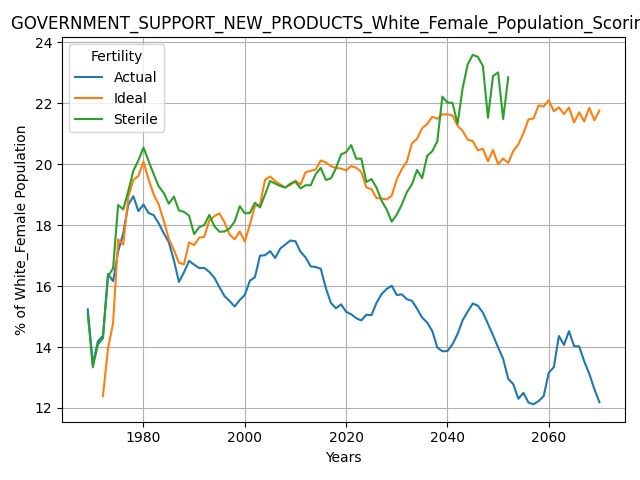 GOVERNMENT_SUPPORT_NEW_PRODUCTS_White_Female_Population_Scorin
24
22
20
18
16
14
12
% of White_Female Population
Fertility
Actual
Ideal
Sterile
1980
2000
2020
2040
2060
Years